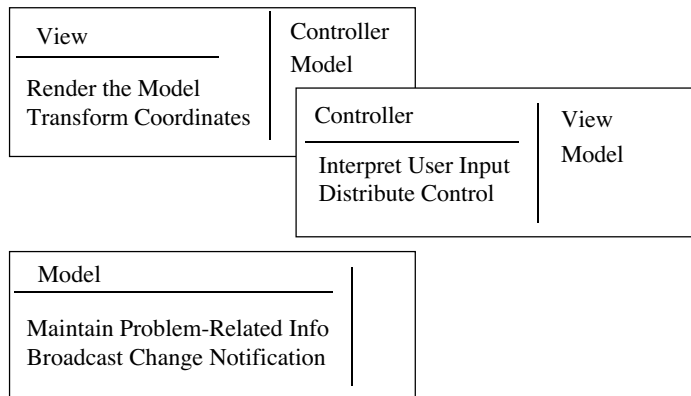 View
Render the Model
Transform Coordinates
Controller
Model
Controller
Interpret User Input
Distribute Control
View
Model
Model
Maintain Problem-Related Info
Broadcast Change Notification